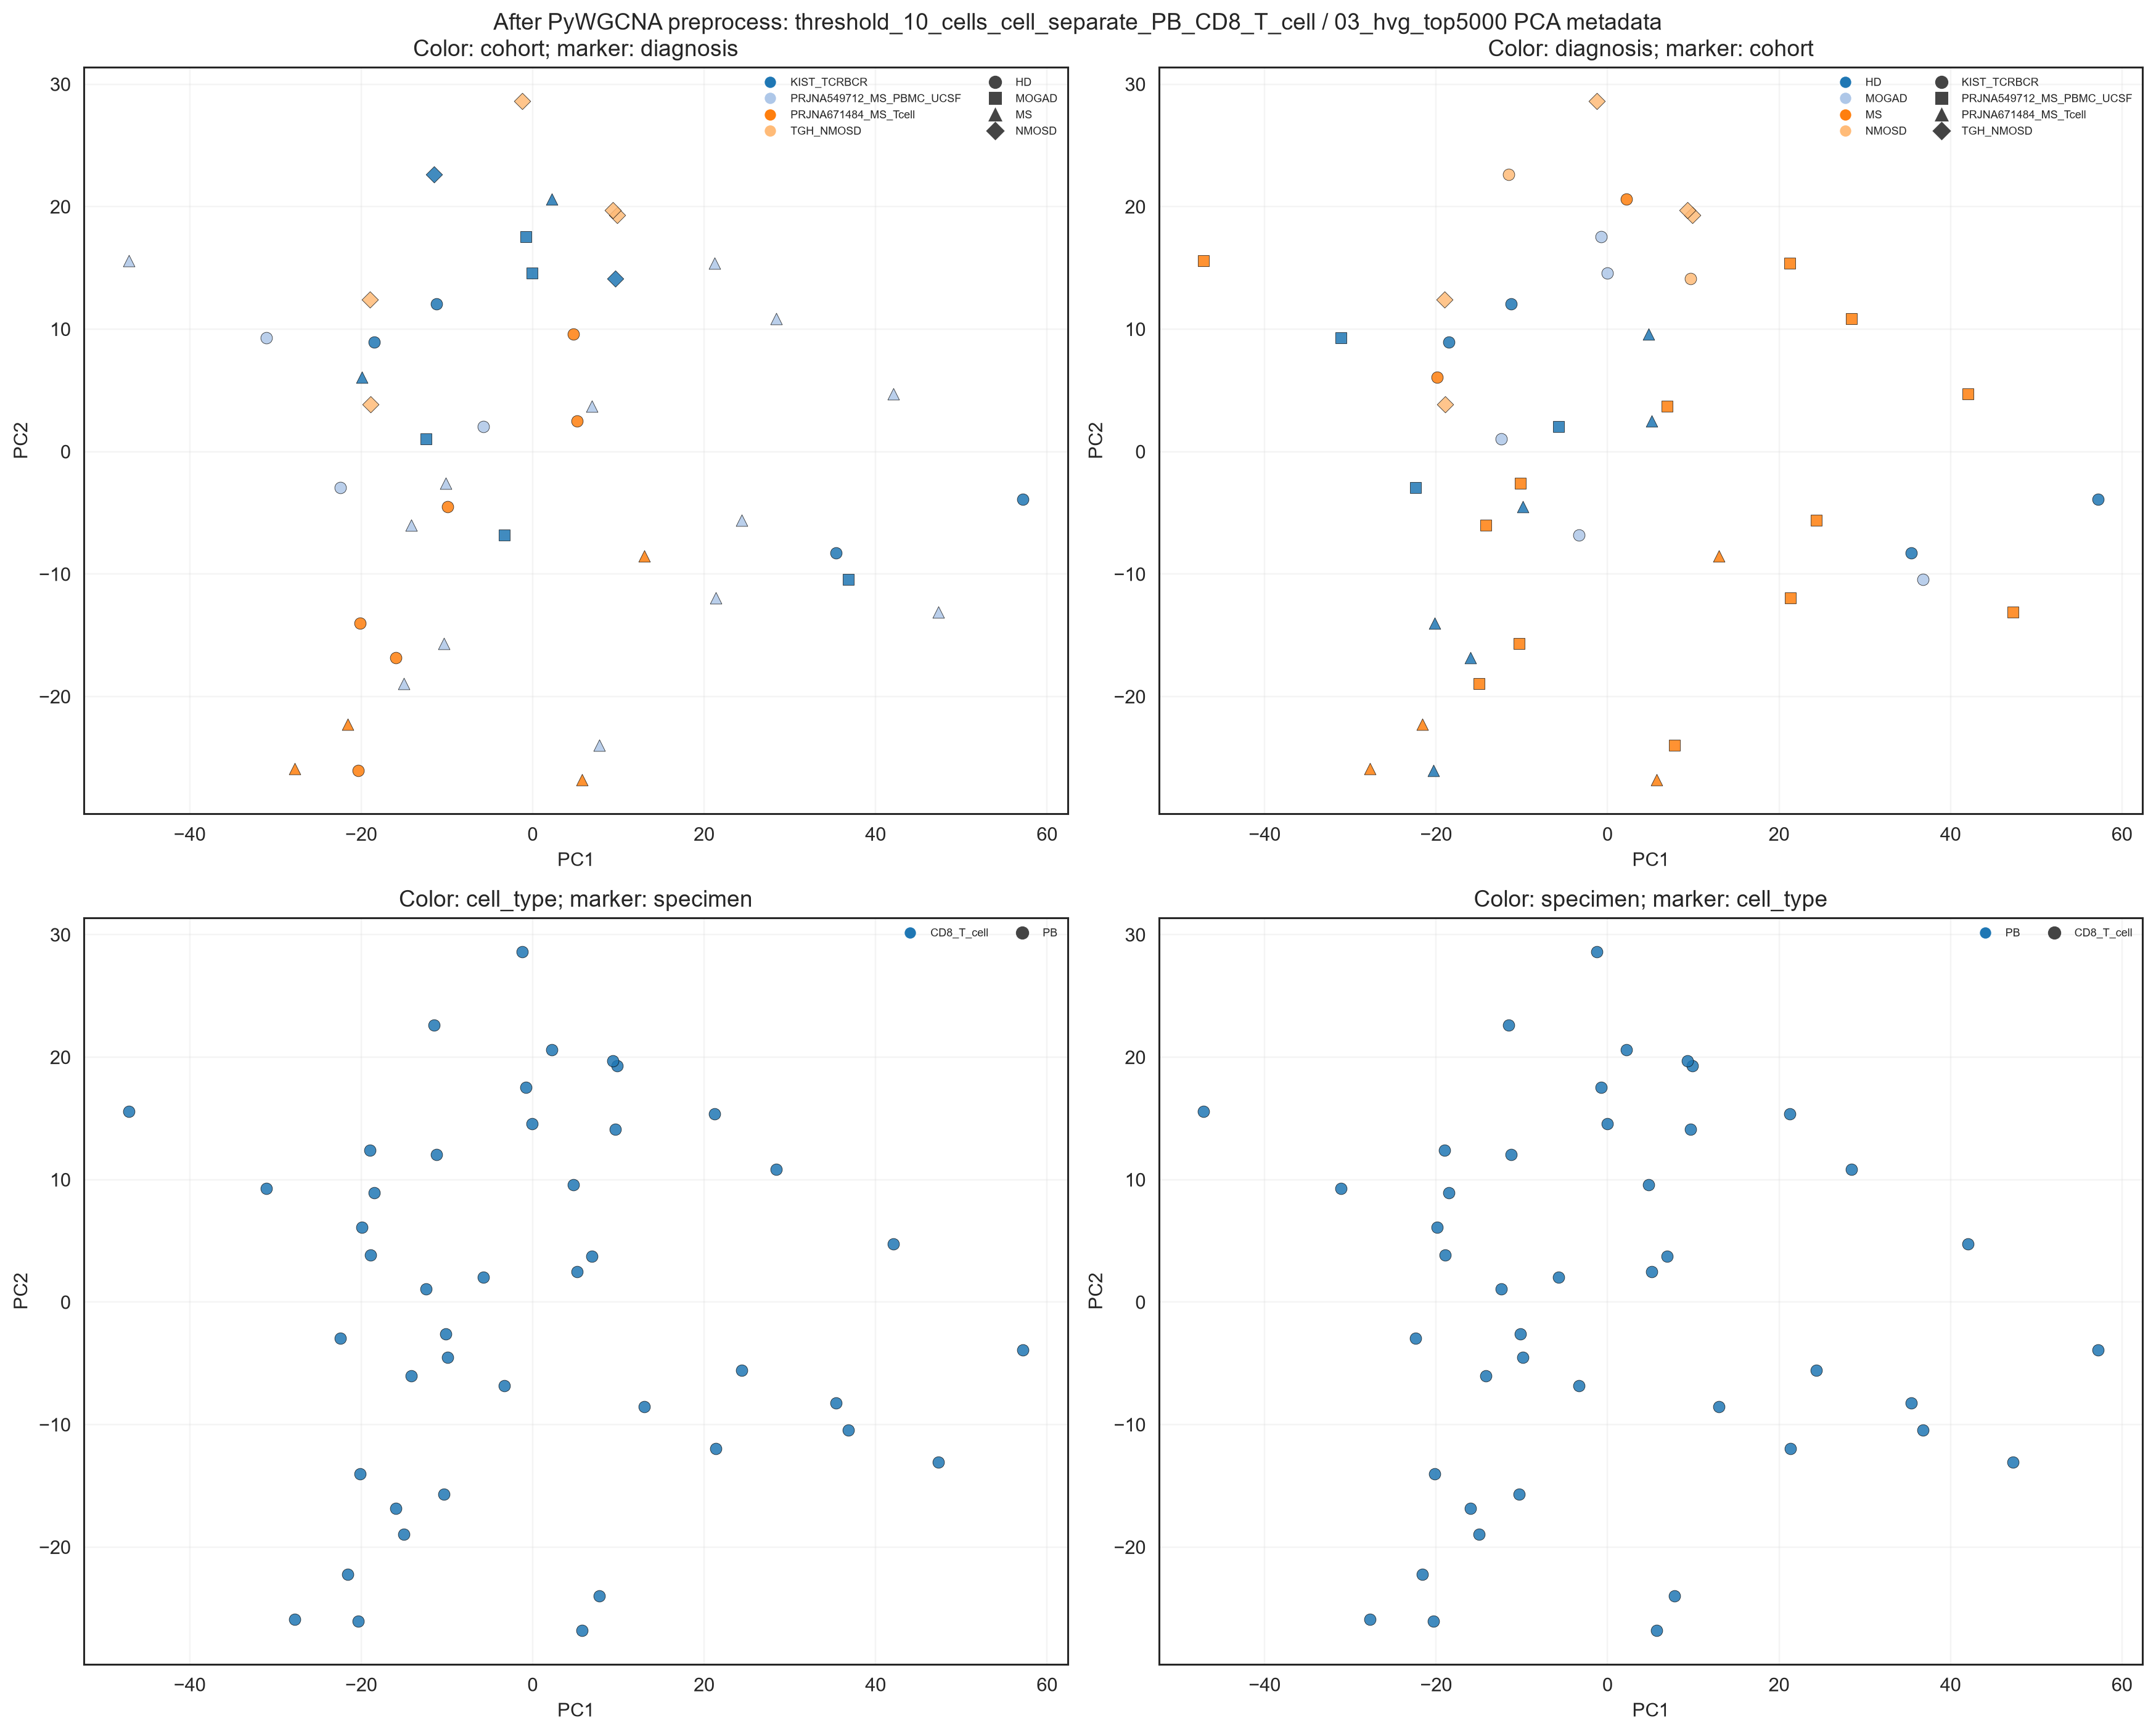 After PyWGCNA preprocess: threshold_10_cells_cell_separate_PB_CD8_T_cell / 03_hvg_top5000 PCA metadata
Color: cohort; marker: diagnosis
KIST_TCRBCR HD
PRJNA549712_MS_PBMC_UCSF MOGAD
PRJNA671484_MS_Tcell MS
TGH_NMOSD NMOSD
30
20
10
0
−10
−20
PC2
−40 −20 0 20 40 60
PC1
Color: diagnosis; marker: cohort
HD KIST_TCRBCR
MOGAD PRJNA549712_MS_PBMC_UCSF
MS PRJNA671484_MS_Tcell
NMOSD TGH_NMOSD
30
20
10
0
−10
−20
PC2
−40 −20 0 20 40 60
PC1
Color: cell_type; marker: specimen
CD8_T_cell PB
30
20
10
0
−10
−20
PC2
−40 −20 0 20 40 60
PC1
Color: specimen; marker: cell_type
PB CD8_T_cell
30
20
10
0
−10
−20
PC2
−40 −20 0 20 40 60
PC1